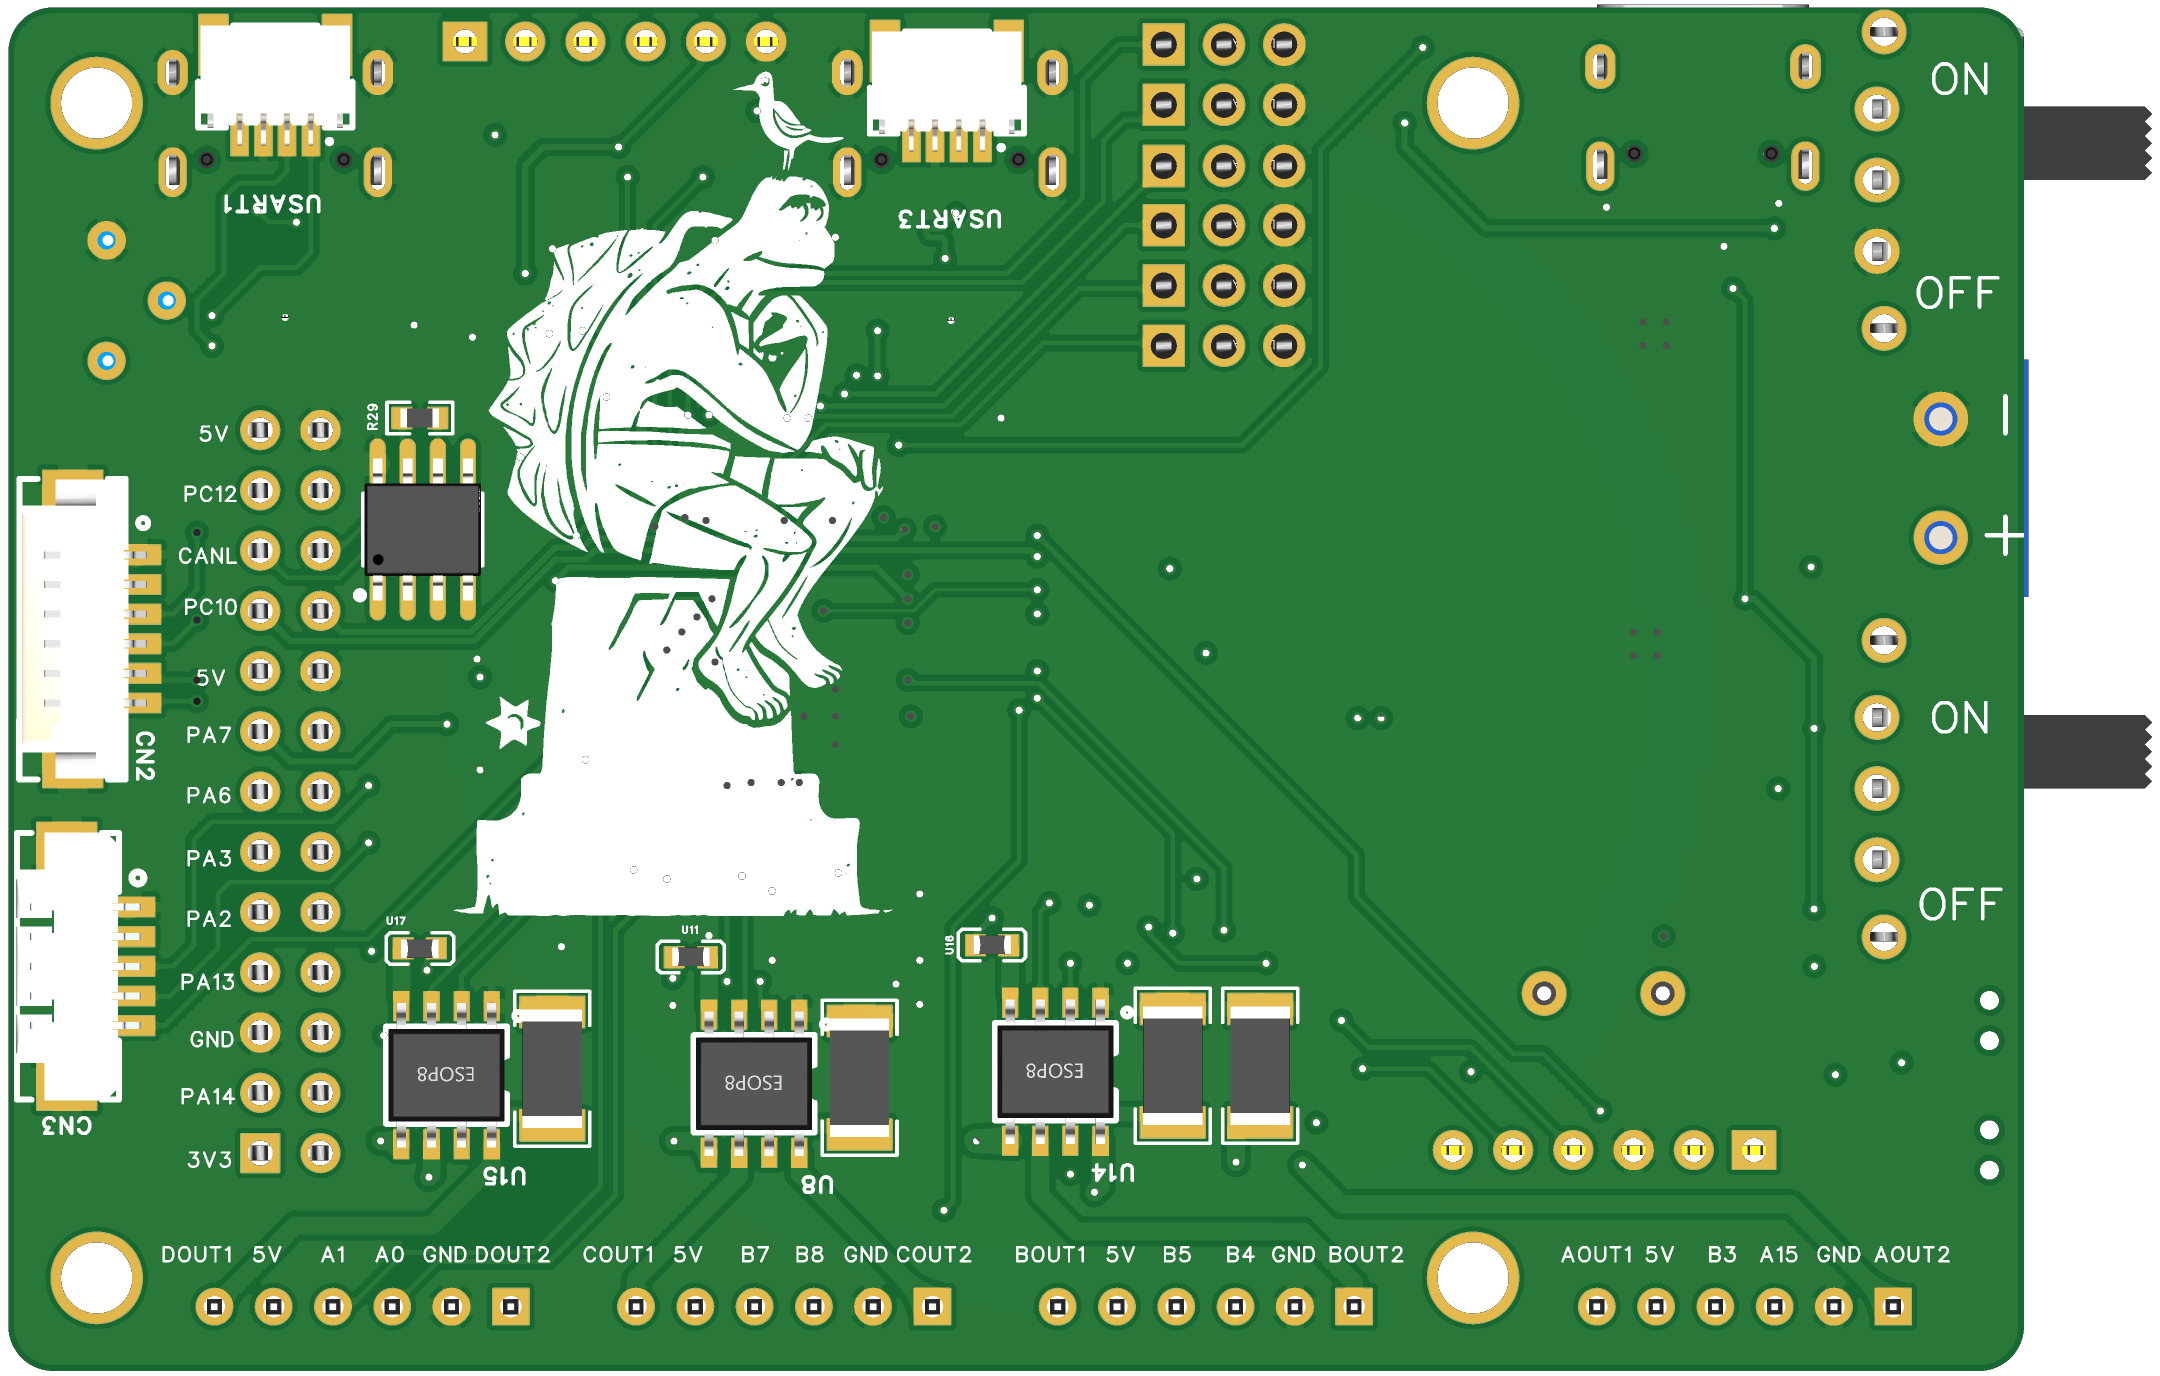 ON
USART1
USART3
OFF
R29
5V
PC12
CANL
PC10
5V
CN2
PA7
ON
PA6
PA3
OFF
PA2
U17
U11
U18
PA13
GND
ESOP8
ESOP8
ESOP8
PA14
CN3
3V3
U15
U8
U14
DOUT1 5V A1 A0 GND DOUT2 COUT1 5V B7 B8 GND COUT2 BOUT1 5V B5 B4 GND BOUT2 AOUT1 5V B3 A15 GND AOUT2